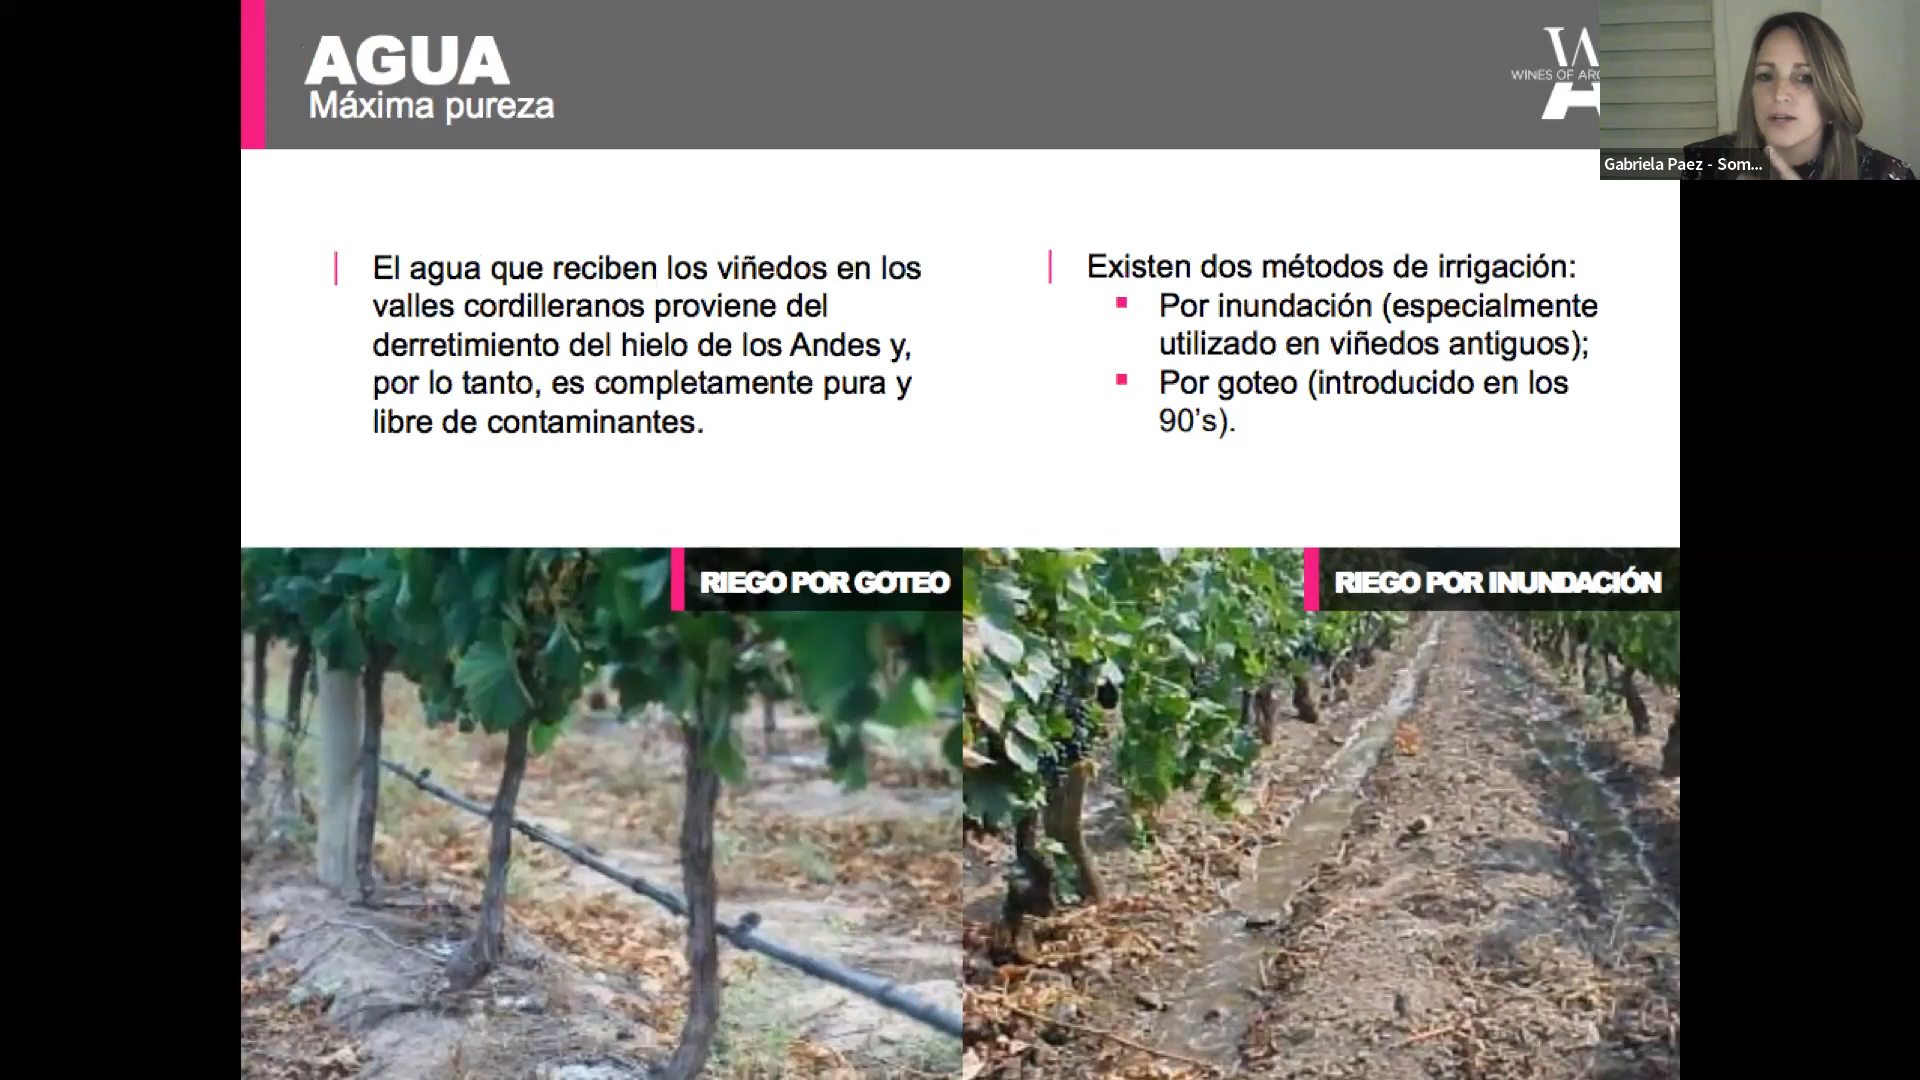 AGUA
Máxima pureza
WINES OF
Gabriela Paez - Som...
El agua que reciben los viñedos en los
valles cordilleranos proviene del
derretimiento del hielo de los Andes y,
por lo tanto, es completamente pura y
libre de contaminantes.
Existen dos métodos de irrigación:
Por inundación (especialmente
utilizado en viñedos antiguos);
Por goteo (introducido en los
90's).
RIEGO POR GOTEO
RIEGO POR INUNDACIÓN